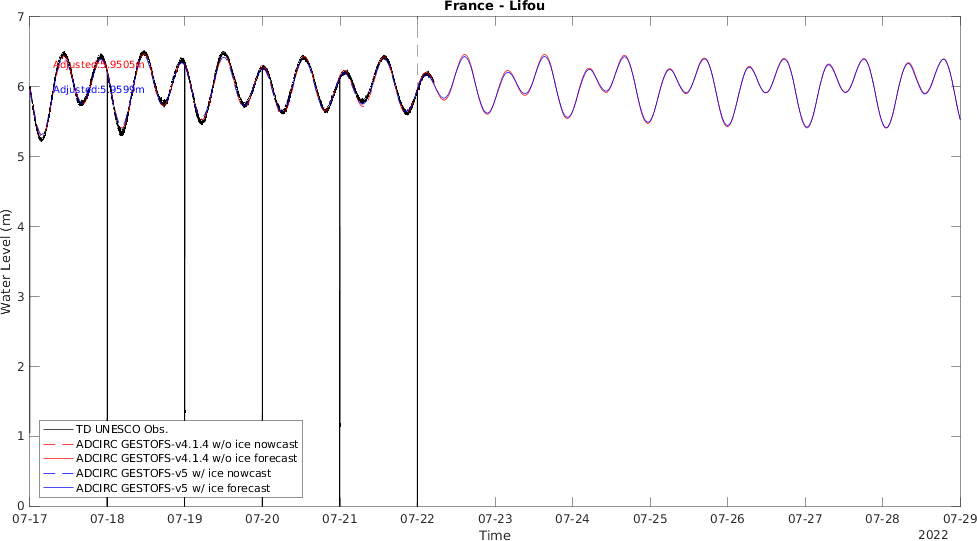 France - Lifou
7
6
5
4
3
2
1
0
Water Level (m)
Adjusted:5.9505m
Adjusted:5.9599m
TD UNESCO Obs.
ADCIRC GESTOFS-v4.1.4 w/o ice nowcast
ADCIRC GESTOFS-v4.1.4 w/o ice forecast
ADCIRC GESTOFS-v5 w/ ice nowcast
ADCIRC GESTOFS-v5 w/ ice forecast
07-17 07-18 07-19 07-20 07-21 07-22 07-23 07-24 07-25 07-26 07-27 07-28 07-29
Time
2022